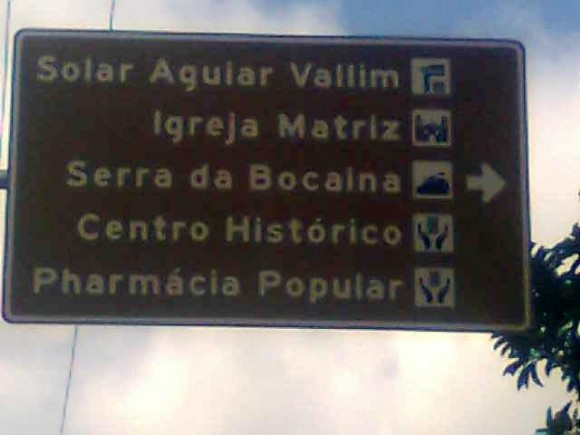 Solar Aguiar Vallim
Igreja Matriz
Serra da Bocaina
Centro Histórico
Pharmácia Popular